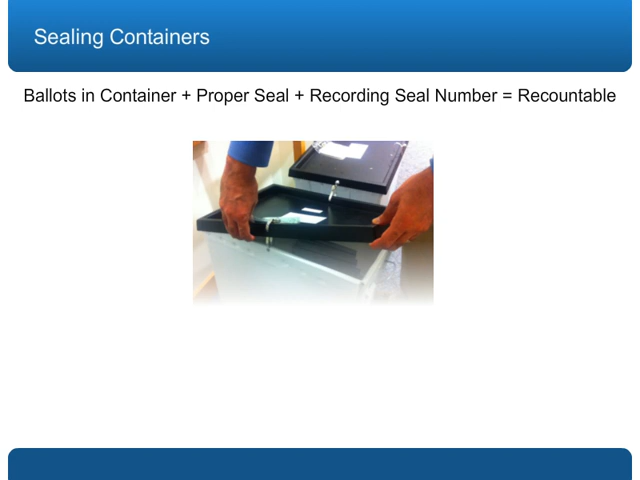 Sealing Containers
Ballots in Container + Proper Seal + Recording Seal Number = Recountable